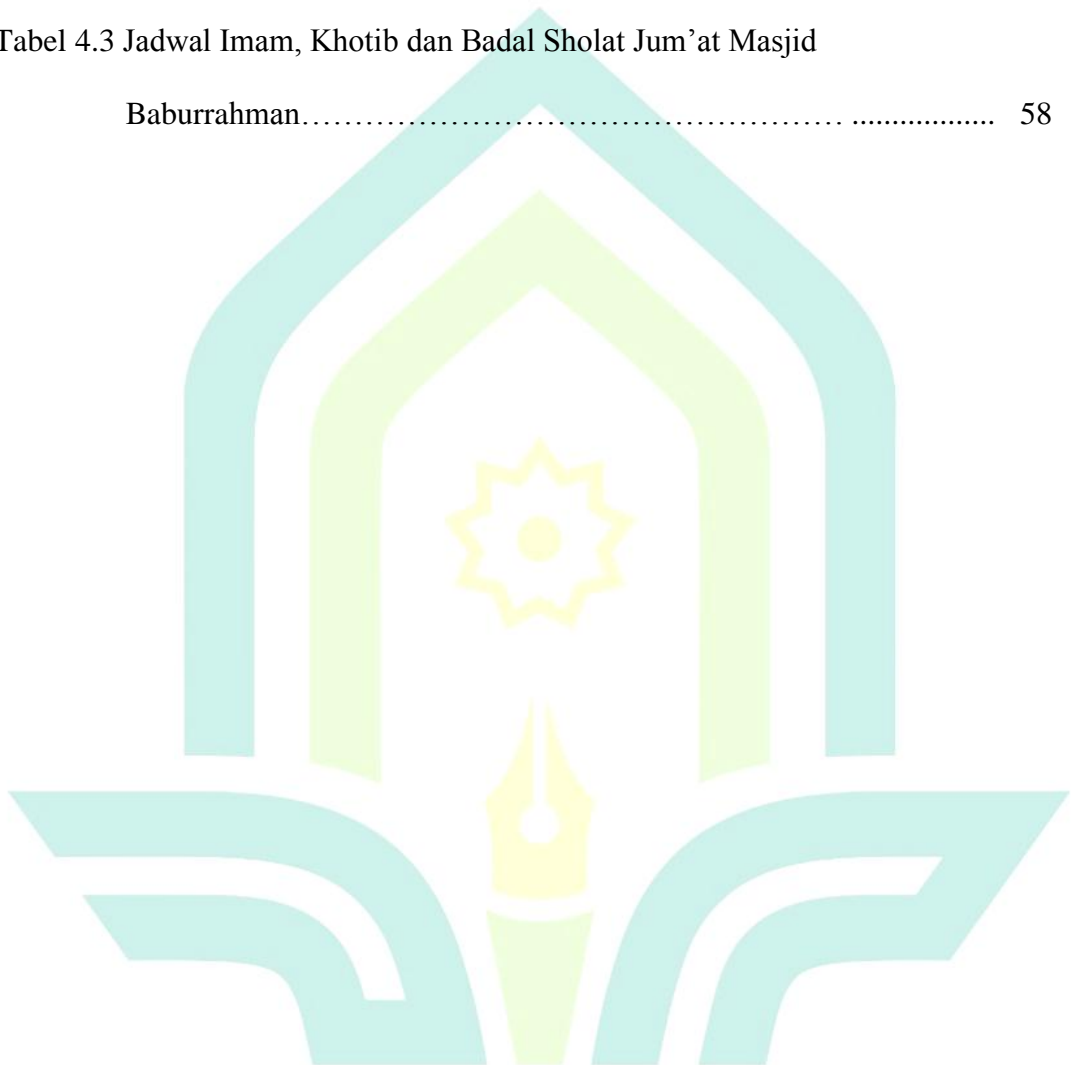 Tabel 4.3 Jadwal Imam, Khotib dan Badal Sholat Jum’at Masjid
Baburrahman…………………………………………… .................. 58